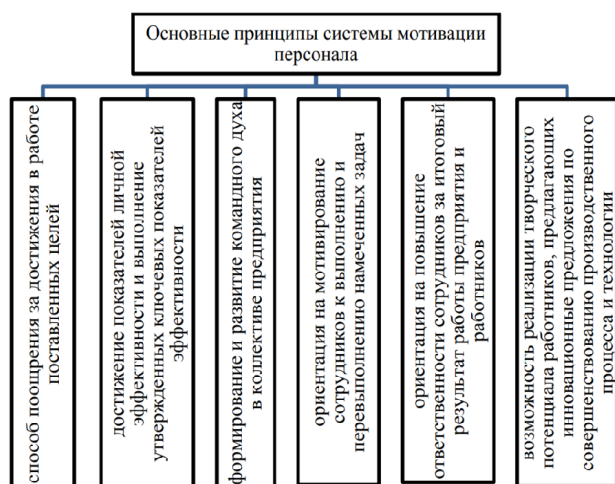 Основные принципы системы мотивации
персонала
способ поощрения за достижения в работе
поставленных целей
достижение показателей личной
эффективности и выполнение
утвержденных ключевых показателей
эффективности
формирование и развитие командного духа
в коллективе предприятия
ориентация на мотивирование
сотрудников к выполнению и
перевыполнению намеченных задач
ориентация на повышение
ответственности сотрудников за итоговый
результат работы предприятия и
работников
возможность реализации творческого
потенциала работников, предлагающих
инновационные предложения по
совершенствованию производственного
процесса и технологии